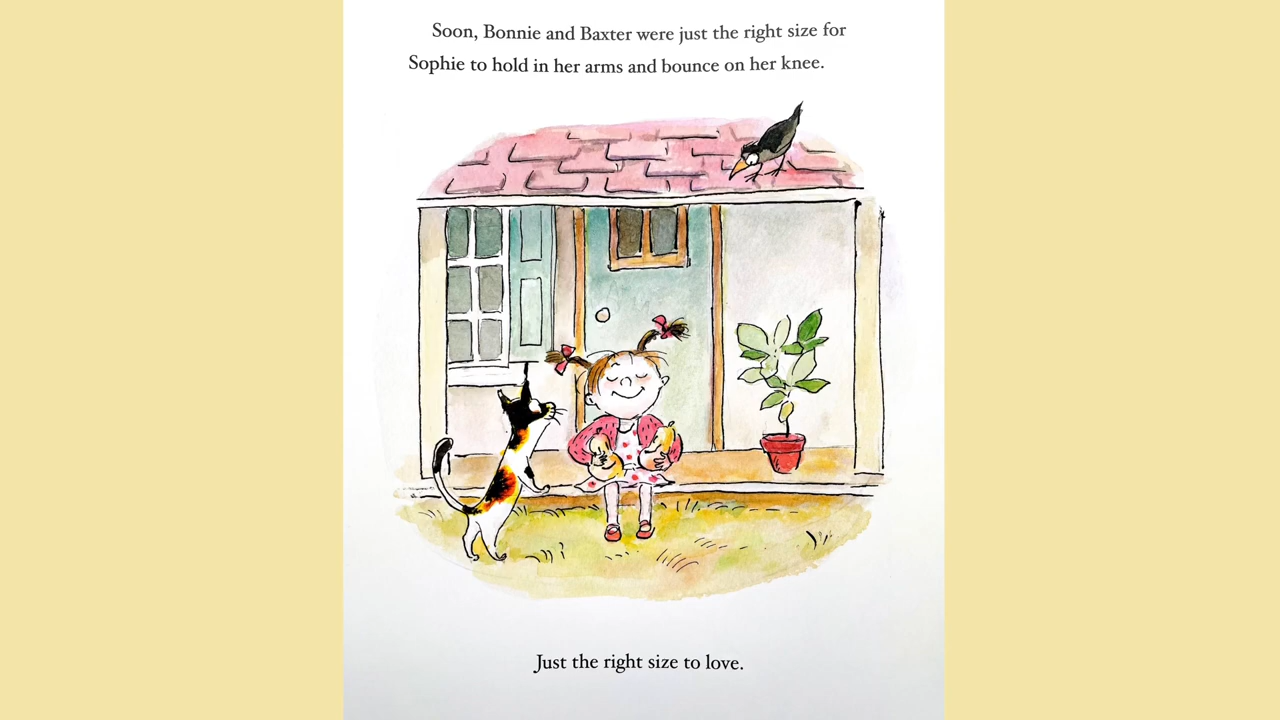 Soon, Bonnie and Baxter were just the right size for
Sophie to hold in her arms and bounce on her knee.
Just the right size to love.